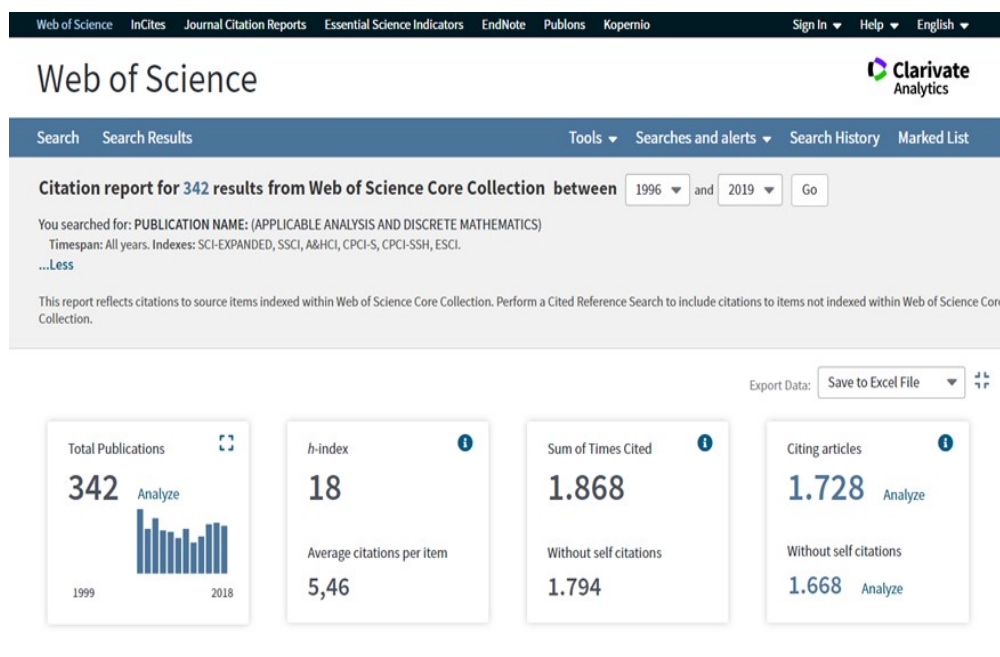 Web of Science InCites Journal Citation Reports Essential Science Indicators EndNote Publons Kopernio Sign In Help English
Web of Science
Clarivate
Analytics
Search Search Results Tools Searches and alerts Search History Marked List
Citation report for 342 results from Web of Science Core Collection between 1996 and 2019 Go
You searched for: PUBLICATION NAME: (APPLICABLE ANALYSIS AND DISCRETE MATHEMATICS)
Timespan: All years. Indexes: SCI-EXPANDED, SSCI, A&HCI, CPCI-S, CPCI-SSH, ESCI.
...Less
This report reflects citations to source items indexed within Web of Science Core Collection. Perform a Cited Reference Search to include citations to items not indexed within Web of Science Core
Collection.
Export Data: Save to Excel File
Total Publications
342 Analyze
1999 2018
h-index
18
Average citations per item
5,46
Sum of Times Cited
1.868
Without self citations
1.794
Citing articles
1.728 Analyze
Without self citations
1.668 Analyze